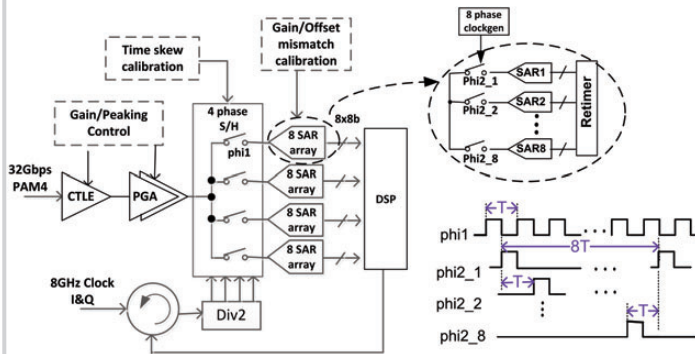 Time skew
calibration
Gain/Offset
mismatch
calibration
8 phase
clockgen
Gain/Peaking
Control
4 phase
S/H
phi1
8 SAR
array
8x8b
32Gbps
PAM4
CTLE
PGA
8 SAR
array
8 SAR
array
8 SAR
array
DSP
8GHz Clock
I&Q
Div2
Phi2_1
SAR1
Phi2_2
SAR2
Phi2_8
SAR8
Retimer
T
phi1
8T
phi2_1
T
phi2_2
T
phi2_8